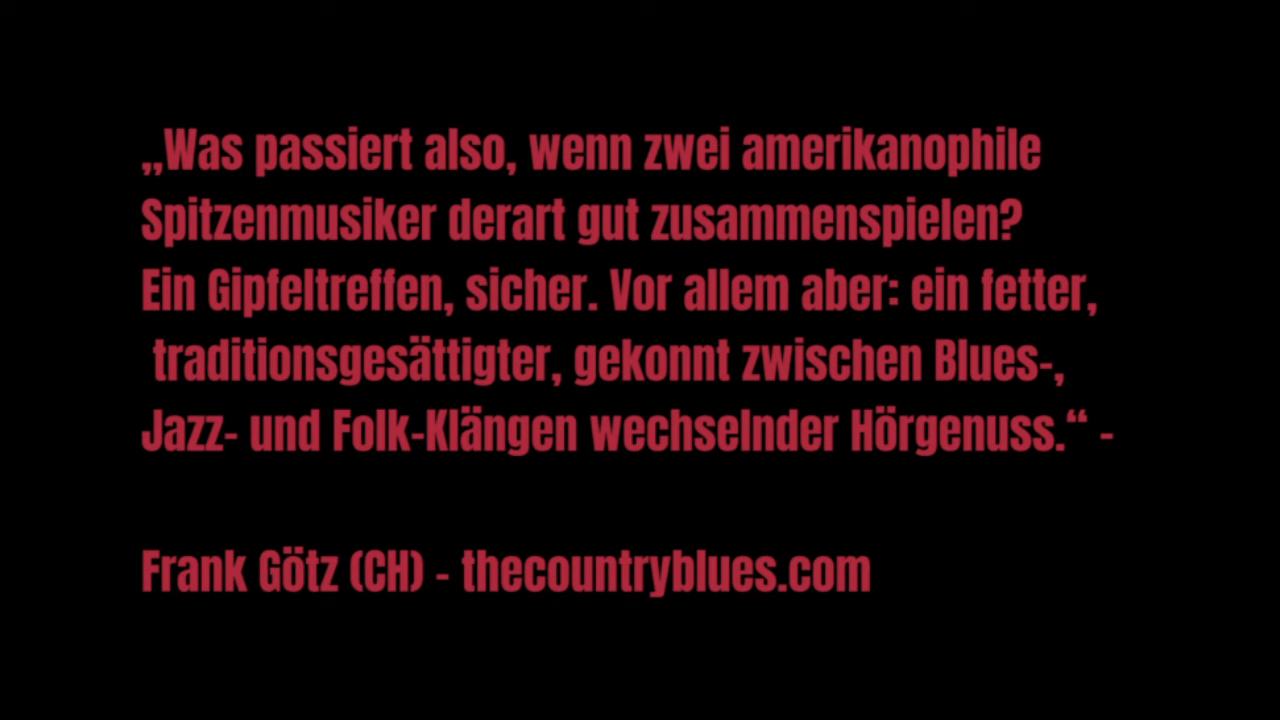 „Was passiert also, wenn zwei amerikanophile
Spitzenmusiker derart gut zusammenspielen?
Ein Gipfeltreffen, sicher. Vor allem aber: ein fetter,
traditionsgesättigter, gekonnt zwischen Blues-,
Jazz- und Folk-Klängen wechselnder Hörgenuss.“ -
Frank Götz (CH) - thecountryblues.com